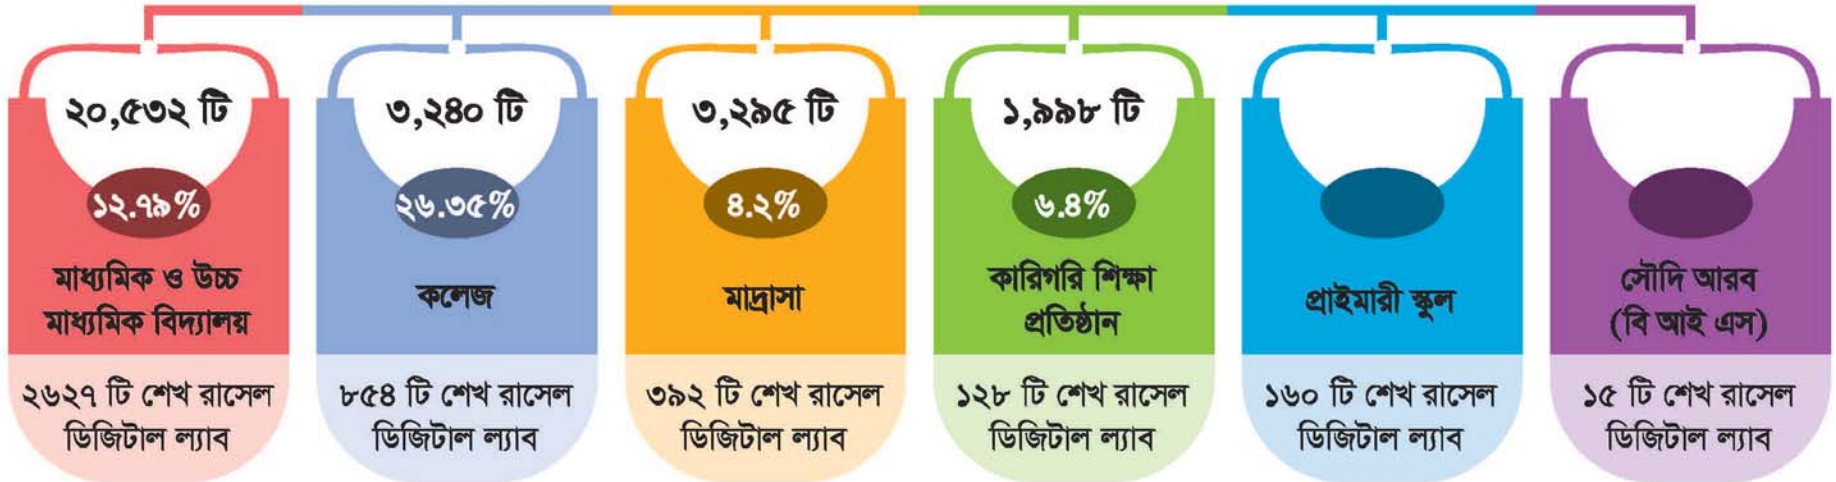 ২০,৫৩২ টি
১২.৭৯%
মাধ্যমিক ও উচ্চ
মাধ্যমিক বিদ্যালয়
২৬২৭ টি শেখ রাসেল
ডিজিটাল ল্যাব
৩,২৪০ টি
২৬.৩৫%
কলেজ
৮৫৪ টি শেখ রাসেল
ডিজিটাল ল্যাব
৩,২৯৫ টি
৪.২%
মাদ্রাসা
৩৯২ টি শেখ রাসেল
ডিজিটাল ল্যাব
১,৯৯৮ টি
৬.৪%
কারিগরি শিক্ষা
প্রতিষ্ঠান
১২৮ টি শেখ রাসেল
ডিজিটাল ল্যাব
প্রাইমারী স্কুল
১৬০ টি শেখ রাসেল
ডিজিটাল ল্যাব
সৌদি আরব
(বি আই এস)
১৫ টি শেখ রাসেল
ডিজিটাল ল্যাব